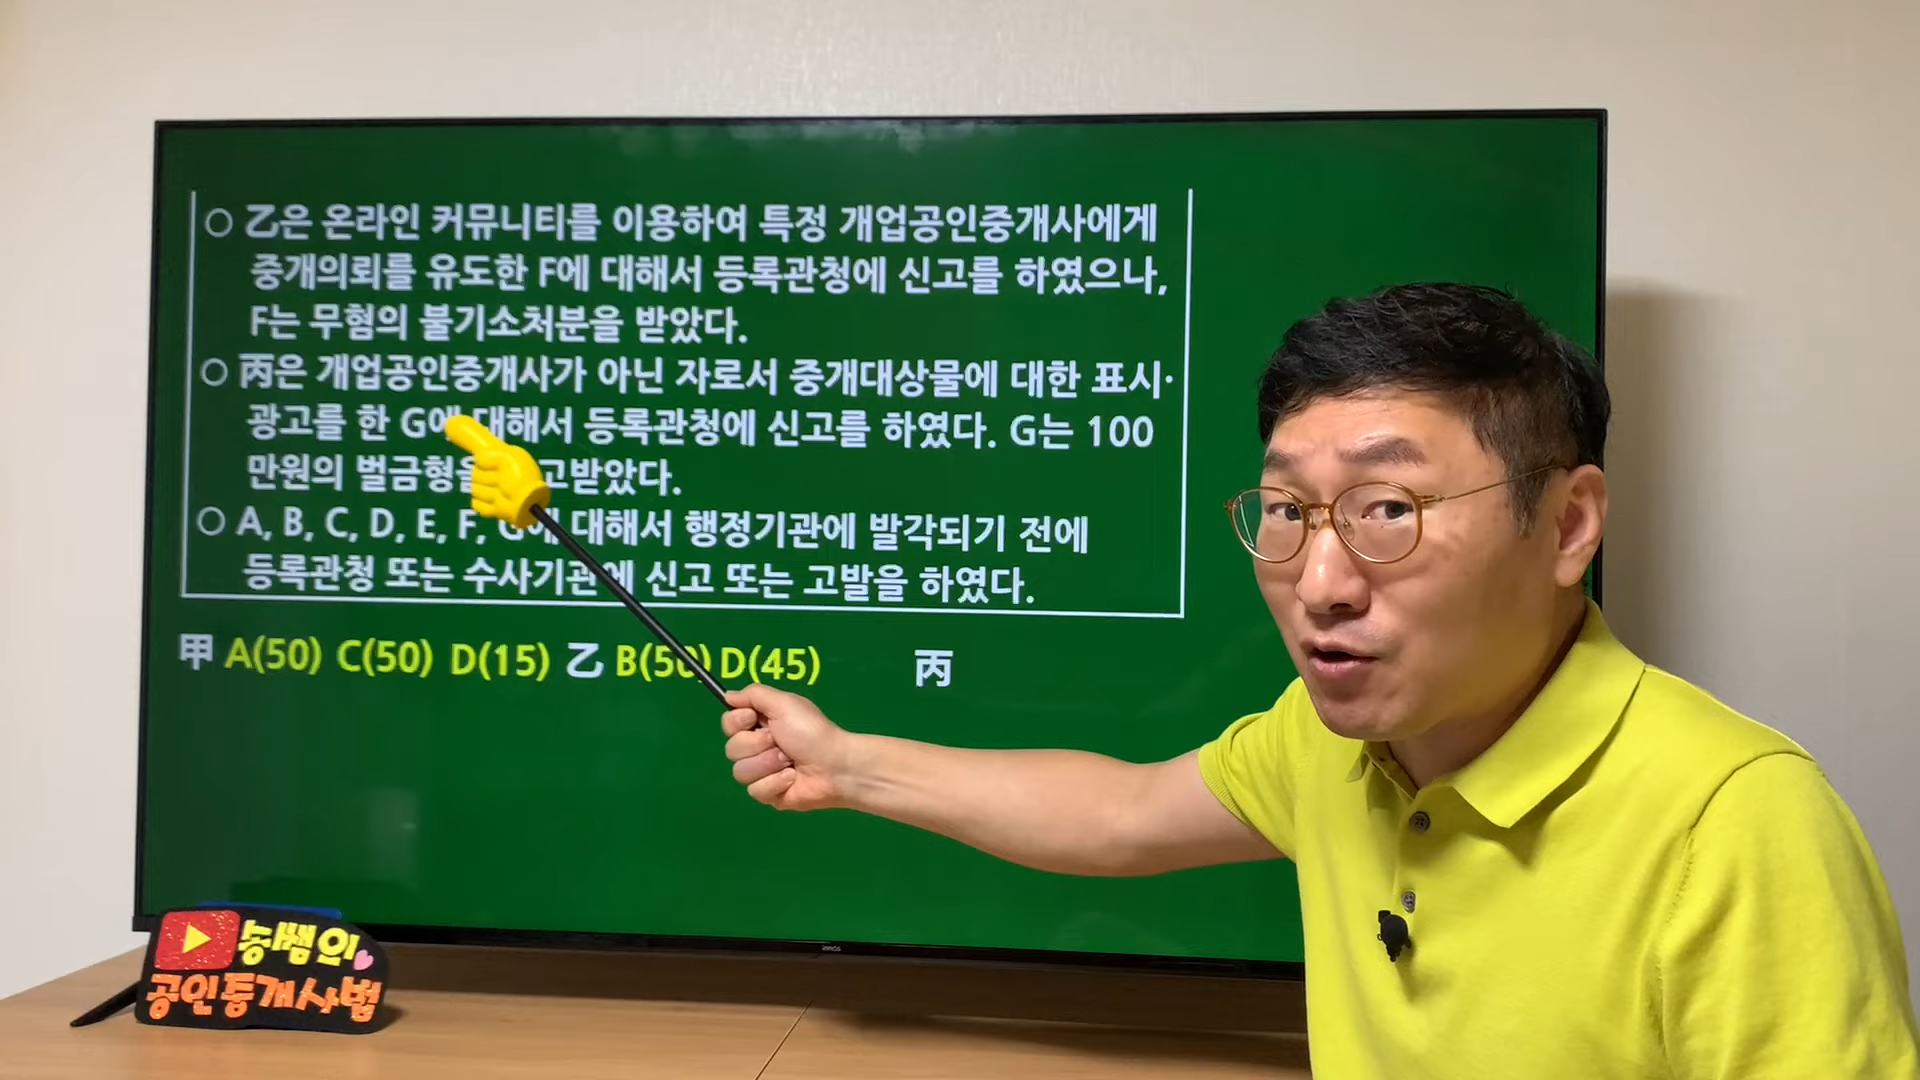 ○ 乙은 온라인 커뮤니티를 이용하여 특정 개업공인중개사에게
중개의뢰를 유도한 F에 대해서 등록관청에 신고를 하였으나,
F는 무혐의 불기소처분을 받았다.
○ 丙은 개업공인중개사가 아닌 자로서 중개대상물에 대한 표시·
광고를 한 G에 대해서 등록관청에 신고를 하였다. G는 100
만원의 벌금형을 고받았다.
○ A, B, C, D, E, F, G에 대해서 행정기관에 발각되기 전에
등록관청 또는 수사기관에 신고 또는 고발을 하였다.
甲 A(50) C(50) D(15) 乙 B(50) D(45) 丙
innos
송쌤의
공인중개사법